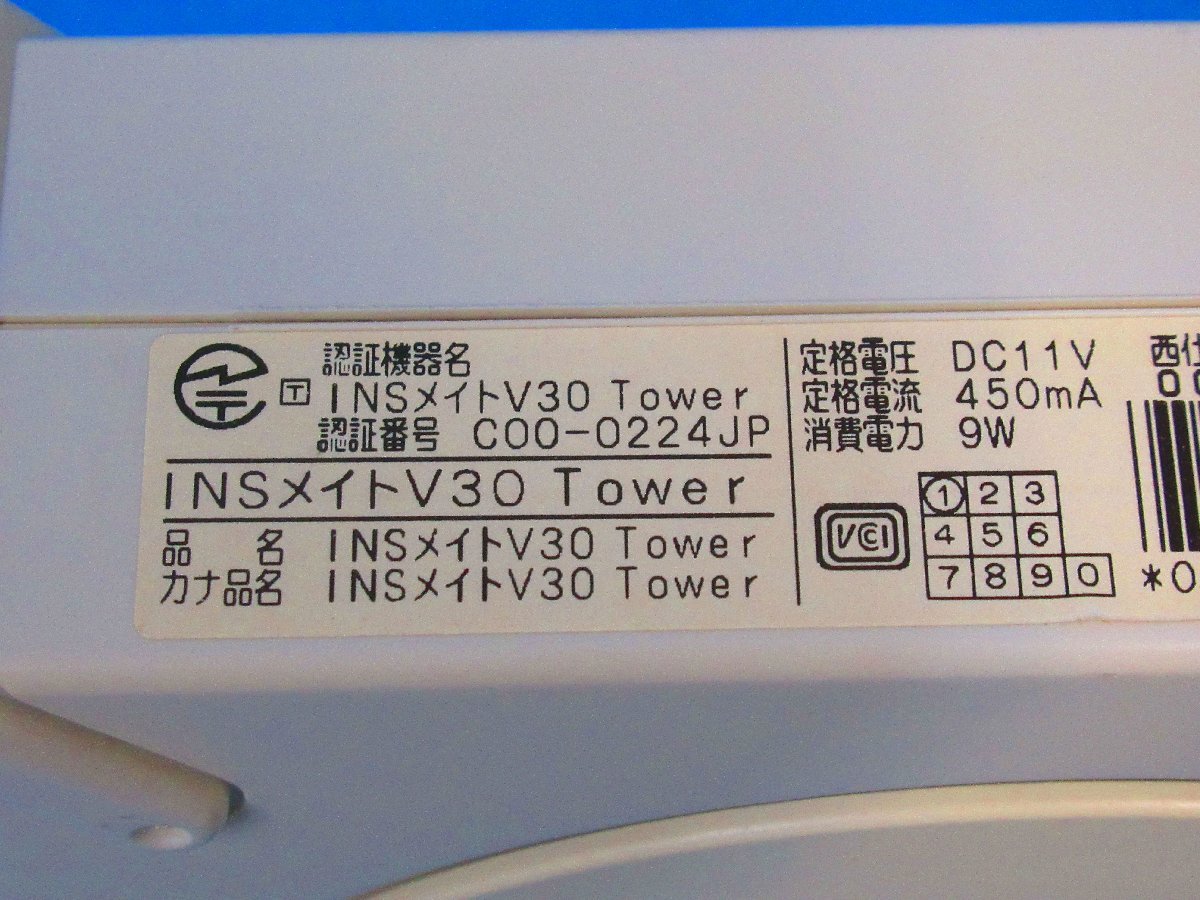 認証機器名
T INSメイトV30 Tower
認証番号 C00-0224JP
INSメイトV30 Tower
品 名 INSメイトV30 Tower
カナ品名 INSメイトV30 Tower
定格電圧 DC11V
定格電流 450mA
消費電力 9W
VCI
1 2 3
4 5 6
7 8 9 0
西仕
00
*0